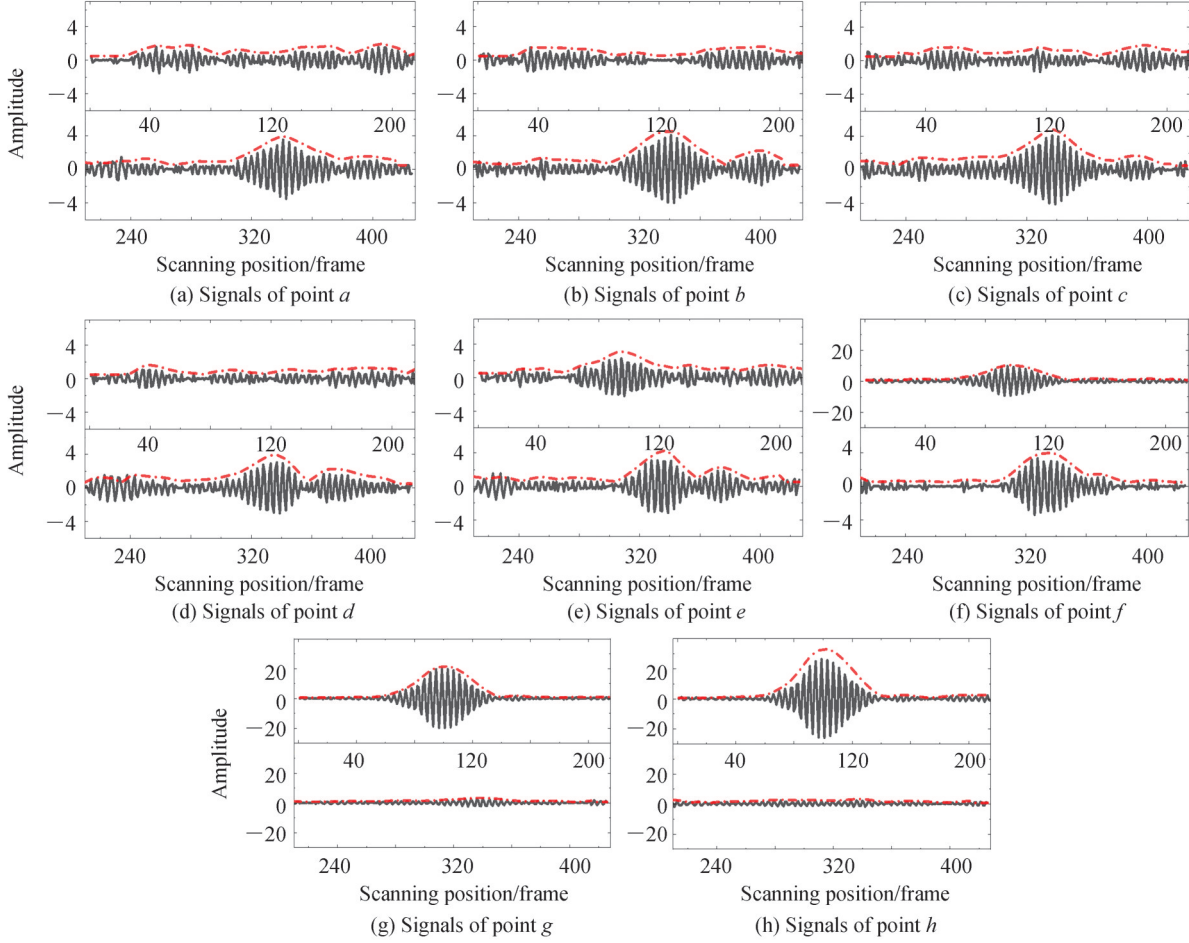 4
0
−4
40 120 200
4
0
−4
240 320 400
Amplitude
Scanning position/frame
(a) Signals of point a
4
0
−4
40 120 200
4
0
−4
240 320 400
Scanning position/frame
(b) Signals of point b
4
0
−4
40 120 200
4
0
−4
240 320 400
Scanning position/frame
(c) Signals of point c
4
0
−4
40 120 200
4
0
−4
240 320 400
Amplitude
Scanning position/frame
(d) Signals of point d
4
0
−4
40 120 200
4
0
−4
240 320 400
Scanning position/frame
(e) Signals of point e
20
0
−20
40 120 200
4
0
−4
240 320 400
Scanning position/frame
(f) Signals of point f
20
0
−20
40 120 200
20
0
−20
240 320 400
Amplitude
Scanning position/frame
(g) Signals of point g
20
0
−20
40 120 200
20
0
−20
240 320 400
Scanning position/frame
(h) Signals of point h